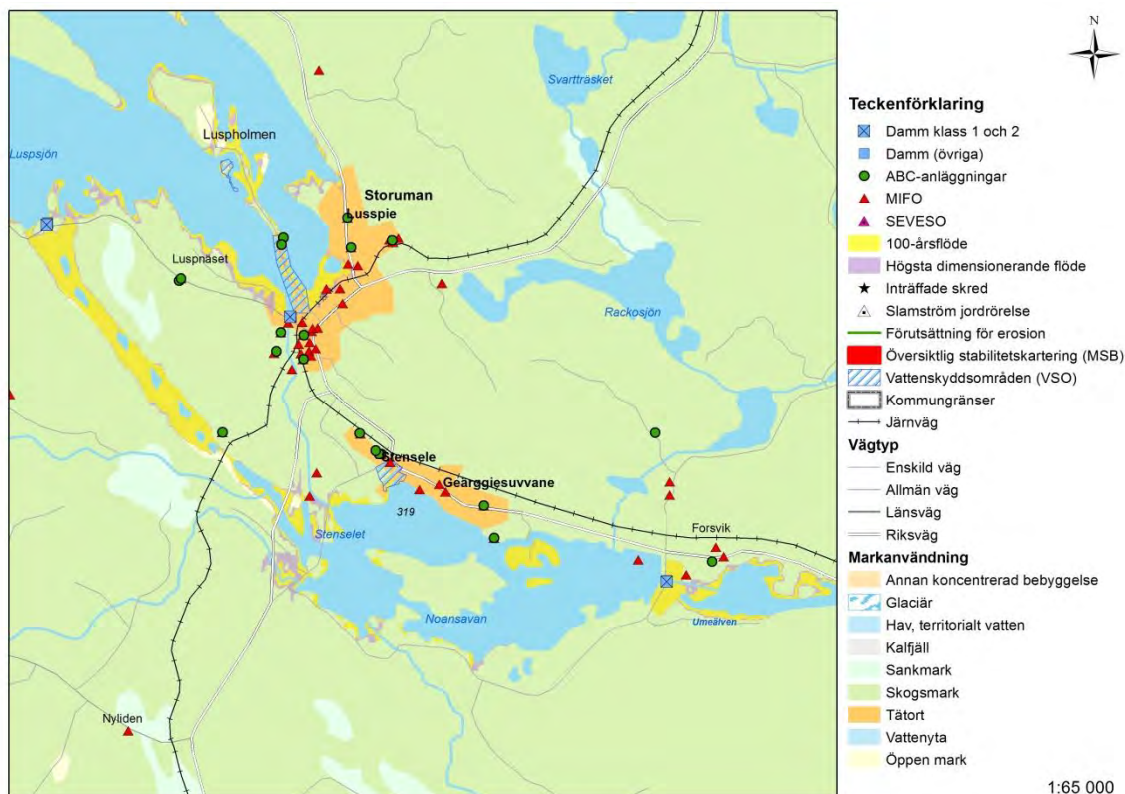 N
Svartträsket
Luspholmen
Luspsjön
Storuman
Lusspie
Luspnäset
Rackosjön
Stensele
Gearggiesuvvane
319
Stenselet
Forsvik
Noansavan
Umeälven
Nyliden
Teckenförklaring
Damm klass 1 och 2
Damm (övriga)
ABC-anläggningar
MIFO
SEVESO
100-årsflöde
Högsta dimensionerande flöde
Inträffade skred
Slamström jordrörelse
Förutsättning för erosion
Översiktlig stabilitetskartering (MSB)
Vattenskyddsområden (VSO)
Kommungränser
Järnväg
Vägtyp
Enskild väg
Allmän väg
Länsväg
Riksväg
Markanvändning
Annan koncentrerad bebyggelse
Glaciär
Hav, territorialt vatten
Kalfjäll
Sankmark
Skogsmark
Tätort
Vattenyta
Öppen mark
1:65 000